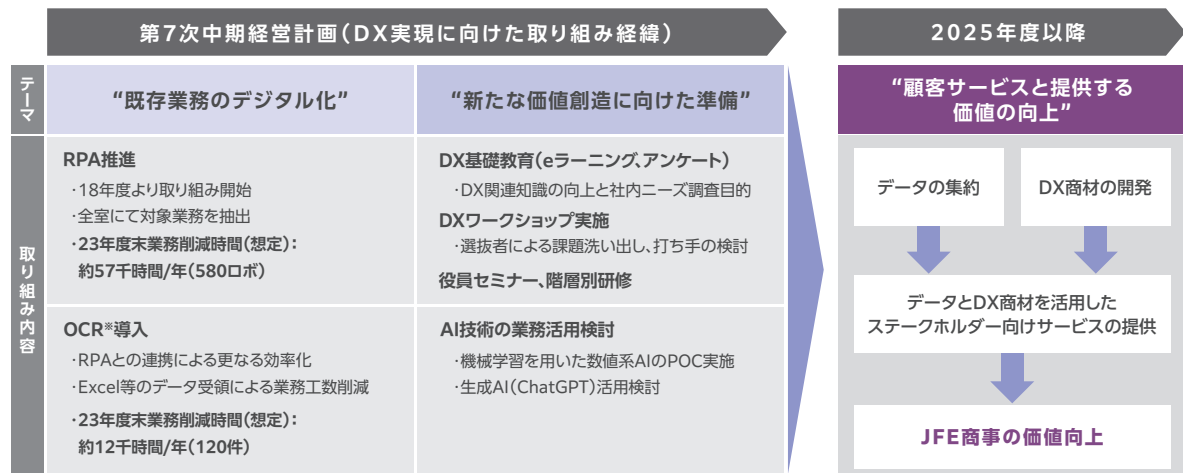 第7次中期経営計画(DX実現に向けた取り組み経緯)
2025年度以降
テーマ
“既存業務のデジタル化”
“新たな価値創造に向けた準備”
“顧客サービスと提供する
価値の向上”
取り組み内容
RPA推進
・18年度より取り組み開始
・全室にて対象業務を抽出
・23年度末業務削減時間(想定):
約57千時間/年(580ロボ)
DX基礎教育(eラーニング、アンケート)
・DX関連知識の向上と社内ニーズ調査目的
DXワークショップ実施
・選抜者による課題洗い出し、打ち手の検討
役員セミナー、階層別研修
OCR※導入
・RPAとの連携による更なる効率化
・Excel等のデータ受領による業務工数削減
・23年度末業務削減時間(想定):
約12千時間/年(120件)
AI技術の業務活用検討
・機械学習を用いた数値系AIのPOC実施
・生成AI(ChatGPT)活用検討
データの集約
DX商材の開発
データとDX商材を活用した
ステークホルダー向けサービスの提供
JFE商事の価値向上